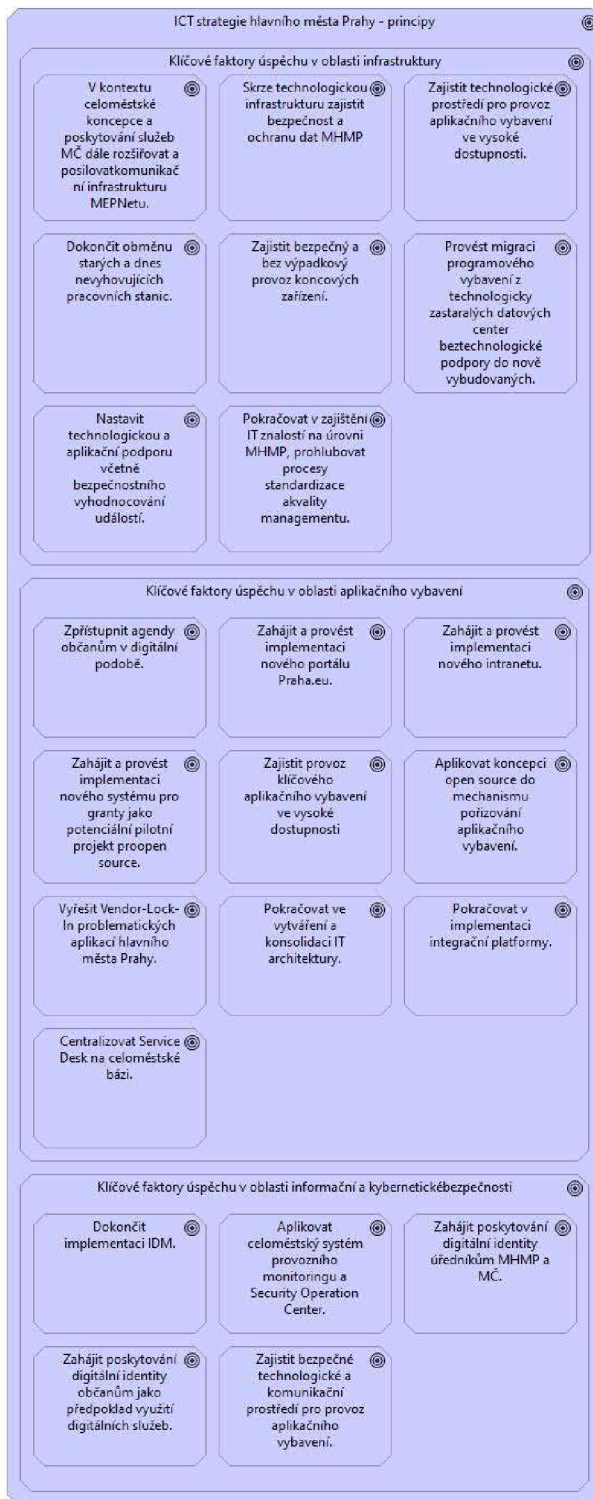 ICT strategie hlavního města Prahy - principy
Klíčové faktory úspěchu v oblasti infrastruktury
V kontextu
celoměstské
koncepce a
poskytování služeb
MČ dále rozšiřovat a
posilovatkomunikač
ní infrastrukturu
MEPNetu.
Skrze technologickou
infrastrukturu zajistit
bezpečnost a
ochranu dat MHMP
Zajistit technologické
prostředí pro provoz
aplikačního vybavení
ve vysoké
dostupnosti.
Dokončit obměnu
starých a dnes
nevyhovujících
pracovních stanic.
Zajistit bezpečný a
bez výpadkový
provoz koncových
zařízení.
Provést migraci
programového
vybavení z
technologicky
zastaralých datových
center
beztechnologické
podpory do nově
vybudovaných.
Nastavit
technologickou a
aplikační podporu
včetně
bezpečnostního
vyhodnocování
událostí.
Pokračovat v zajištění
IT znalostí na úrovni
MHMP, prohlubovat
procesy
standardizace
akvality
managementu.
Klíčové faktory úspěchu v oblasti aplikačního vybavení
Zpřístupnit agendy
občanům v digitální
podobě.
Zahájit a provést
implementaci
nového portálu
Praha.eu.
Zahájit a provést
implementaci
nového intranetu.
Zahájit a provést
implementaci
nového systému pro
granty jako
potenciální pilotní
projekt proopen
source.
Zajistit provoz
klíčového
aplikačního vybavení
ve vysoké
dostupnosti
Aplikovat koncepci
open source do
mechanismu
pořizování
aplikačního
vybavení.
Vyřešit Vendor-Lock-
In problematických
aplikací hlavního
města Prahy.
Pokračovat ve
vytváření a
konsolidaci IT
architektury.
Pokračovat v
implementaci
integrační platformy.
Centralizovat Service
Desk na celoměstské
bázi.
Klíčové faktory úspěchu v oblasti informační a kybernetickébezpečnosti
Dokončit
implementaci IDM.
Aplikovat
celoměstský systém
provozního
monitoringu a
Security Operation
Center.
Zahájit poskytování
digitální identity
úředníkům MHMP a
MČ.
Zahájit poskytování
digitální identity
občanům jako
předpoklad využití
digitálních služeb.
Zajistit bezpečné
technologické a
komunikační
prostředí pro provoz
aplikačního
vybavení.